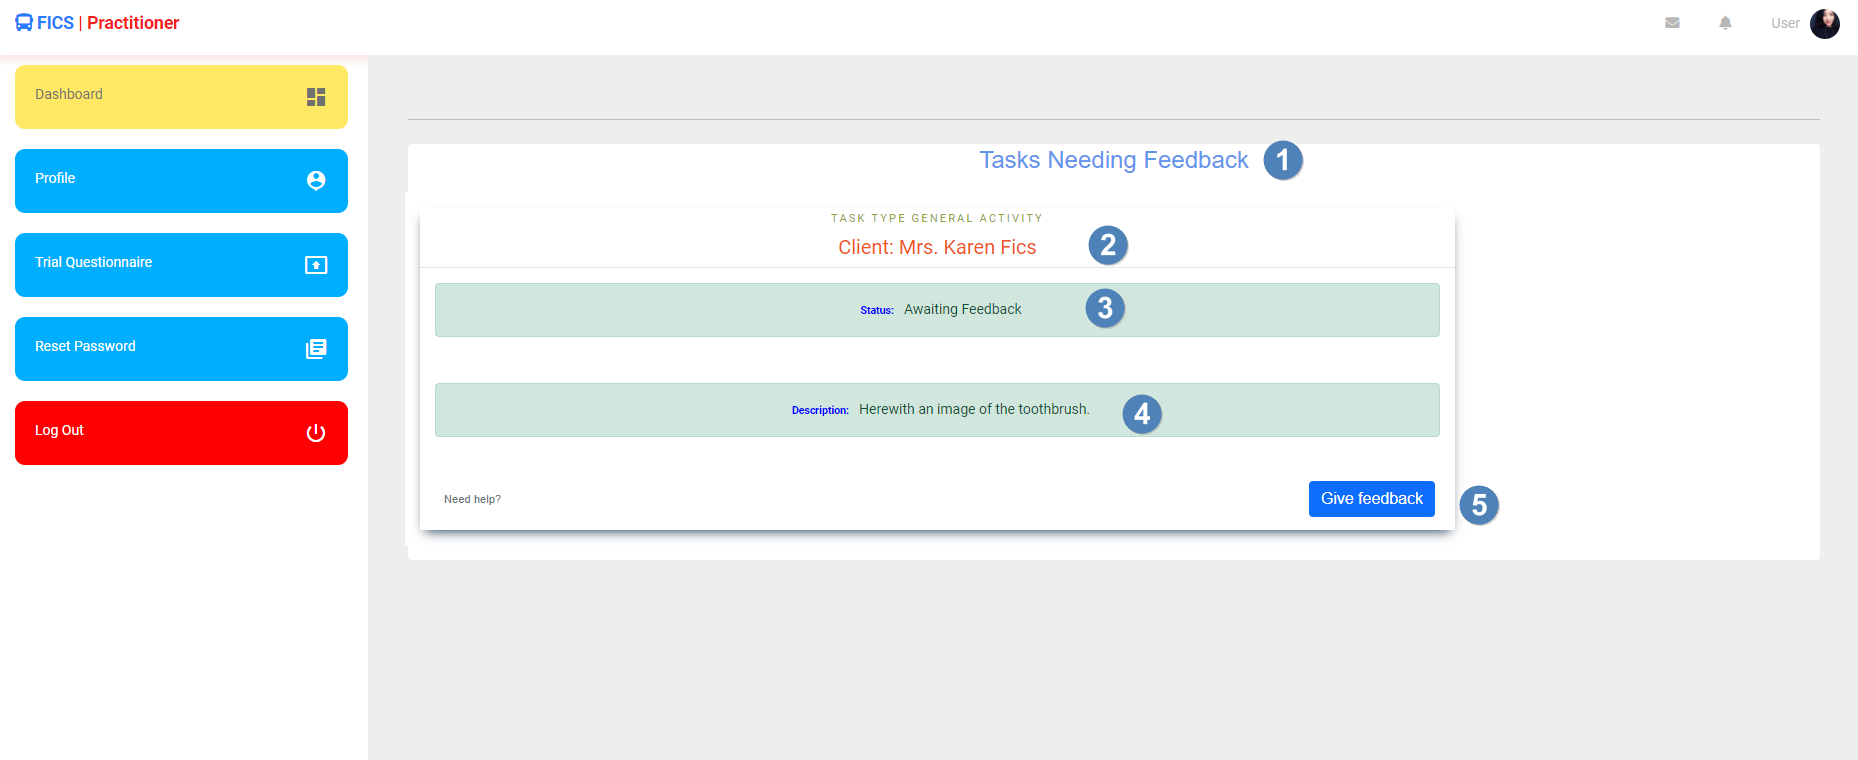 FICS | Practitioner
User
Dashboard
Profile
Trial Questionnaire
Reset Password
Log Out
Tasks Needing Feedback 1
TASK TYPE GENERAL ACTIVITY
Client: Mrs. Karen Fics 2
Status: Awaiting Feedback 3
Description: Herewith an image of the toothbrush. 4
Need help?
Give feedback 5